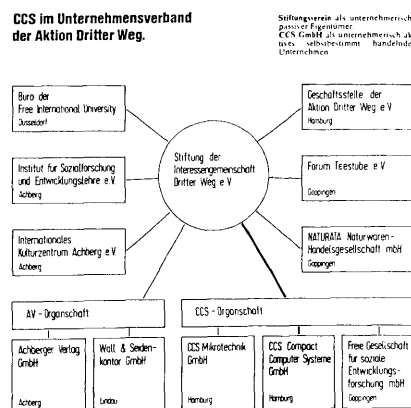 CCS im Unternehmensverband
der Aktion Dritter Weg.
Stiftungsverein als unternehmerisch
passiver Eigentümer.
CCS GmbH als unternehmerisch ak
tives selbstbestimmt handelnde
Unternehmen
Büro der
Free International University
Düsseldorf
Geschäftsstelle der
Aktion Dritter Weg e V
Hamburg
Stiftung der
Interessengemeinschaft
Dritter Weg e V
Institut für Sozialforschung
und Entwicklungslehre e.V.
Achberg
Forum Teestube e V
Göppingen
Internationales
Kulturzentrum Achberg e V
Achberg
NATURATA Naturwaren-
Handelsgesellschaft mbH
Göppingen
AV - Organschaft
CCS - Organschaft
Achberger Verlag
GmbH
Achberg
Woll & Seiden-
kontor GmbH
Lindau
CCS Mikrotechnik
GmbH
Hamburg
CCS Compact
Computer Systeme
GmbH
Hamburg
Freie Gesellschaft
für soziale
Entwicklungs-
forschung mbH
Göppingen